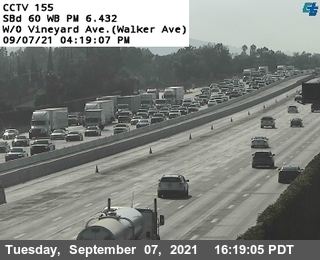 CCTV 155
SBd 60 WB PM 6.432
W/O Vineyard Ave.(Walker Ave)
09/07/21 04:19:07 PM
Tuesday, September 07, 2021 16:19:05 PDT